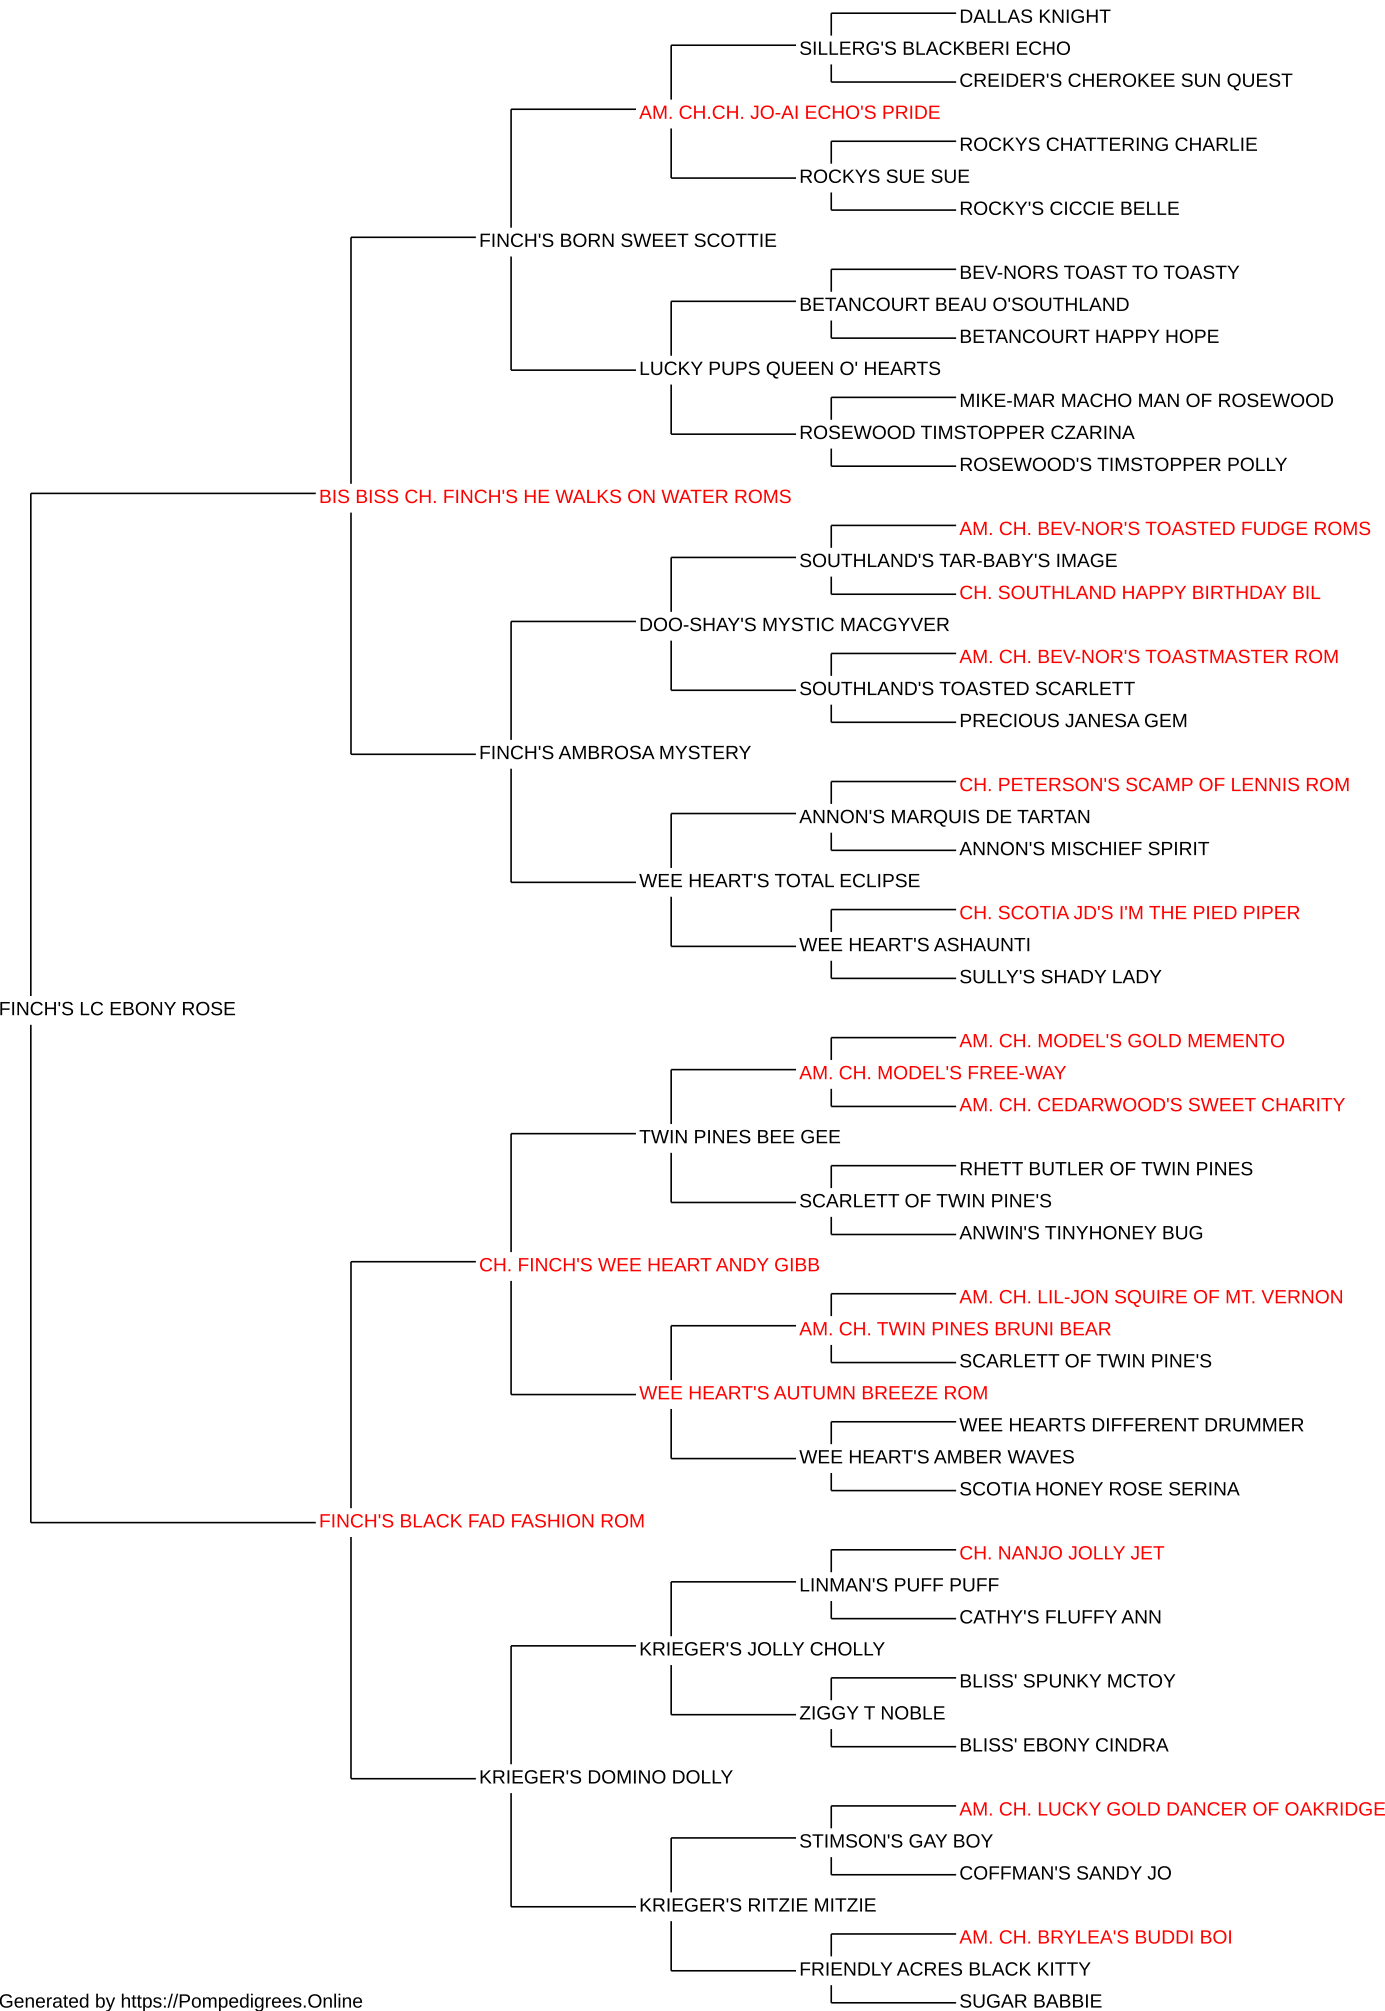 DALLAS KNIGHT
SILLERG'S BLACKBERI ECHO
CREIDER'S CHEROKEE SUN QUEST
AM. CH.CH. JO-AI ECHO'S PRIDE
ROCKYS CHATTERING CHARLIE
ROCKYS SUE SUE
ROCKY'S CICCIE BELLE
FINCH'S BORN SWEET SCOTTIE
BEV-NORS TOAST TO TOASTY
BETANCOURT BEAU O'SOUTHLAND
BETANCOURT HAPPY HOPE
LUCKY PUPS QUEEN O' HEARTS
MIKE-MAR MACHO MAN OF ROSEWOOD
ROSEWOOD TIMSTOPPER CZARINA
ROSEWOOD'S TIMSTOPPER POLLY
BIS BISS CH. FINCH'S HE WALKS ON WATER ROMS
AM. CH. BEV-NOR'S TOASTED FUDGE ROMS
SOUTHLAND'S TAR-BABY'S IMAGE
CH. SOUTHLAND HAPPY BIRTHDAY BIL
DOO-SHAY'S MYSTIC MACGYVER
AM. CH. BEV-NOR'S TOASTMASTER ROM
SOUTHLAND'S TOASTED SCARLETT
PRECIOUS JANESA GEM
FINCH'S AMBROSA MYSTERY
CH. PETERSON'S SCAMP OF LENNIS ROM
ANNON'S MARQUIS DE TARTAN
ANNON'S MISCHIEF SPIRIT
WEE HEART'S TOTAL ECLIPSE
CH. SCOTIA JD'S I'M THE PIED PIPER
WEE HEART'S ASHAUNTI
SULLY'S SHADY LADY
FINCH'S LC EBONY ROSE
AM. CH. MODEL'S GOLD MEMENTO
AM. CH. MODEL'S FREE-WAY
AM. CH. CEDARWOOD'S SWEET CHARITY
TWIN PINES BEE GEE
RHETT BUTLER OF TWIN PINES
SCARLETT OF TWIN PINE'S
ANWIN'S TINYHONEY BUG
CH. FINCH'S WEE HEART ANDY GIBB
AM. CH. LIL-JON SQUIRE OF MT. VERNON
AM. CH. TWIN PINES BRUNI BEAR
SCARLETT OF TWIN PINE'S
WEE HEART'S AUTUMN BREEZE ROM
WEE HEARTS DIFFERENT DRUMMER
WEE HEART'S AMBER WAVES
SCOTIA HONEY ROSE SERINA
FINCH'S BLACK FAD FASHION ROM
CH. NANJO JOLLY JET
LINMAN'S PUFF PUFF
CATHY'S FLUFFY ANN
KRIEGER'S JOLLY CHOLLY
BLISS' SPUNKY MCTOY
ZIGGY T NOBLE
BLISS' EBONY CINDRA
KRIEGER'S DOMINO DOLLY
AM. CH. LUCKY GOLD DANCER OF OAKRIDGE
STIMSON'S GAY BOY
COFFMAN'S SANDY JO
KRIEGER'S RITZIE MITZIE
AM. CH. BRYLEA'S BUDDI BOI
FRIENDLY ACRES BLACK KITTY
SUGAR BABBIE
Generated by https://Pompedigrees.Online